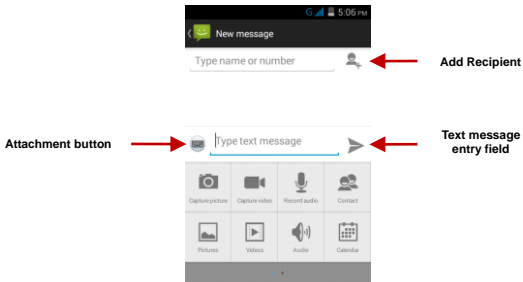 G 5:06 PM
New message
Type name or number
Add Recipient
Attachment button
Type text message
Text message
entry field
Capture picture Capture video Record audio Contact
Pictures Videos Audio Calendar